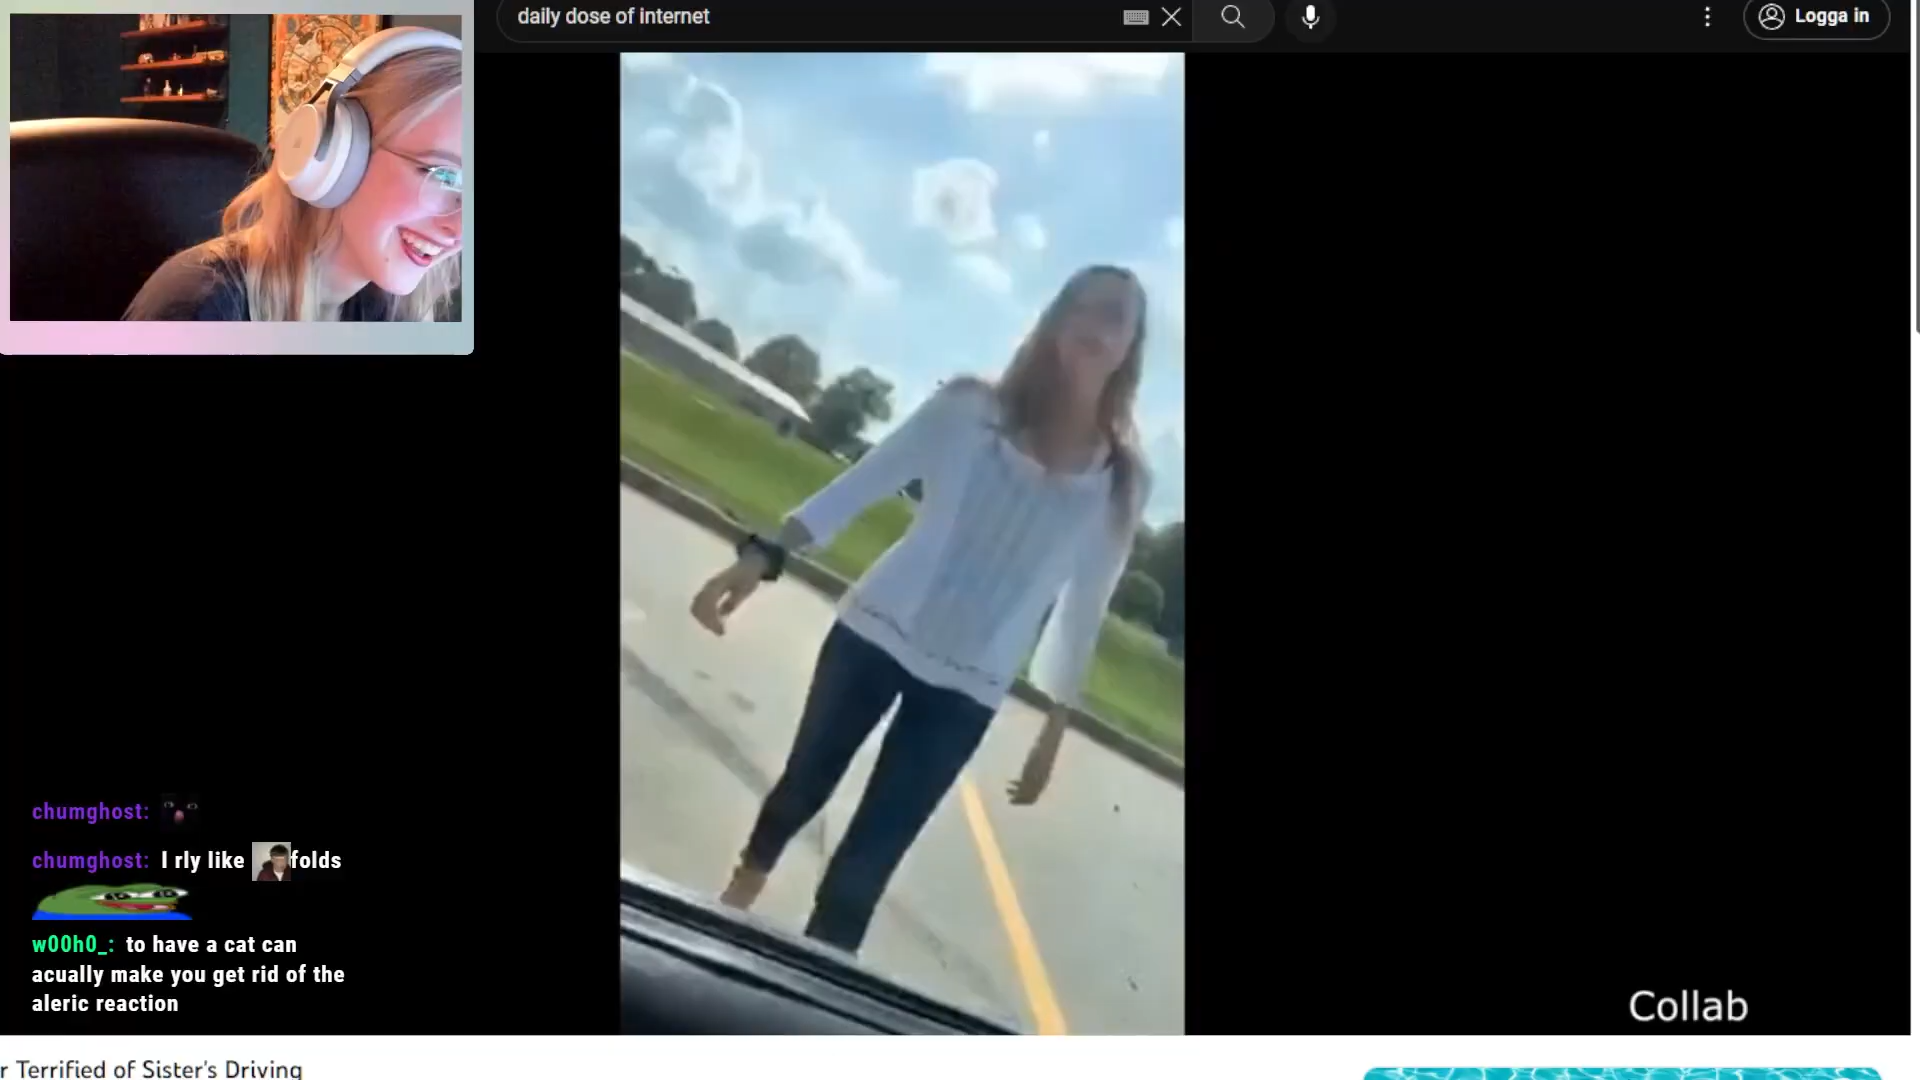 daily dose of internet
Logga in
chumghost:
chumghost: I rly like folds
w00h0_: to have a cat can
acually make you get rid of the
aleric reaction
Collab
r Terrified of Sister's Driving